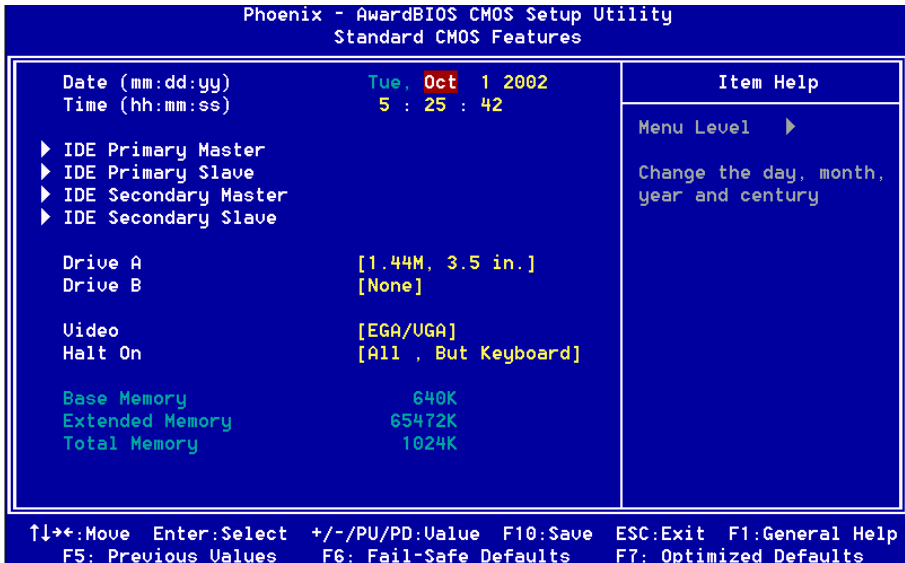 Phoenix - AwardBIOS CMOS Setup Utility
Standard CMOS Features
Date (mm:dd:yy) Tue, Oct 1 2002
Time (hh:mm:ss) 5 : 25 : 42
IDE Primary Master
IDE Primary Slave
IDE Secondary Master
IDE Secondary Slave
Drive A [1.44M, 3.5 in.]
Drive B [None]
Video [EGA/VGA]
Halt On [All , But Keyboard]
Base Memory 640K
Extended Memory 65472K
Total Memory 1024K
Item Help
Menu Level
Change the day, month,
year and century
↑↓→←:Move Enter:Select +/-/PU/PD:Value F10:Save ESC:Exit F1:General Help
F5: Previous Values F6: Fail-Safe Defaults F7: Optimized Defaults